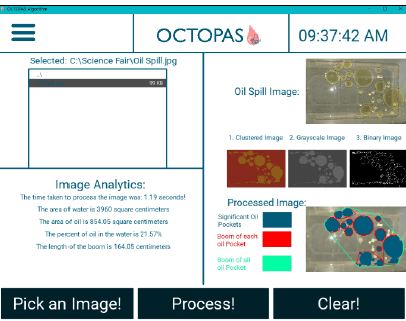 OCTOPAS Algorithm
OCTOPAS
09:37:42 AM
Selected: C:\Science Fair\Oil Spill.jpg
..\
99 KB
Oil Spill Image:
1. Clustered Image
2. Grayscale Image
3. Binary Image
Image Analytics:
The time taken to process the image was: 1.19 seconds!
The area off water is 3960 square centimeters
The area of oil is 854.05 square centimeters
The percent of oil in the water is 21.57%
The length of the boom is 164.05 centimeters
Processed Image:
Significant Oil
Pockets
Boom of each
oil Pocket
Boom of all
oil Pocket
Pick an Image!
Process!
Clear!